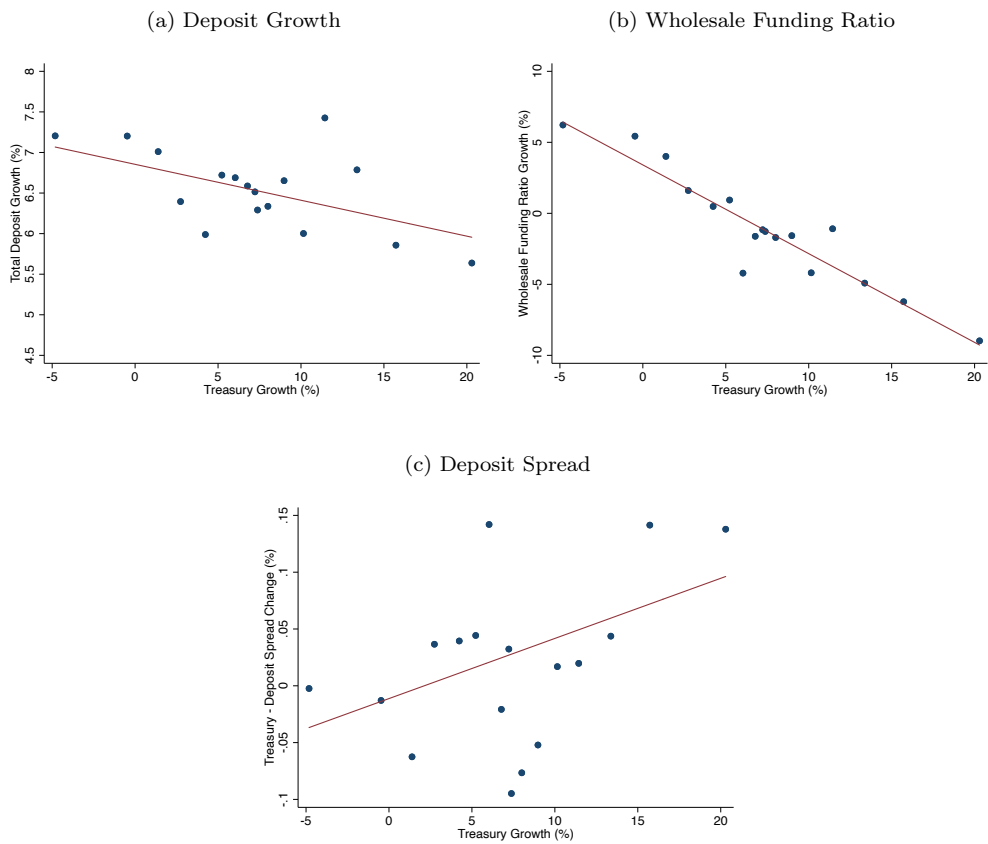 (a) Deposit Growth
Total Deposit Growth (%)
8
7.5
7
6.5
6
5.5
5
4.5
-5 0 5 10 15 20
Treasury Growth (%)
(b) Wholesale Funding Ratio
Wholesale Funding Ratio Growth (%)
10
5
0
-5
-10
-5 0 5 10 15 20
Treasury Growth (%)
(c) Deposit Spread
Treasury - Deposit Spread Change (%)
.15
.1
.05
0
-.05
-.1
-5 0 5 10 15 20
Treasury Growth (%)